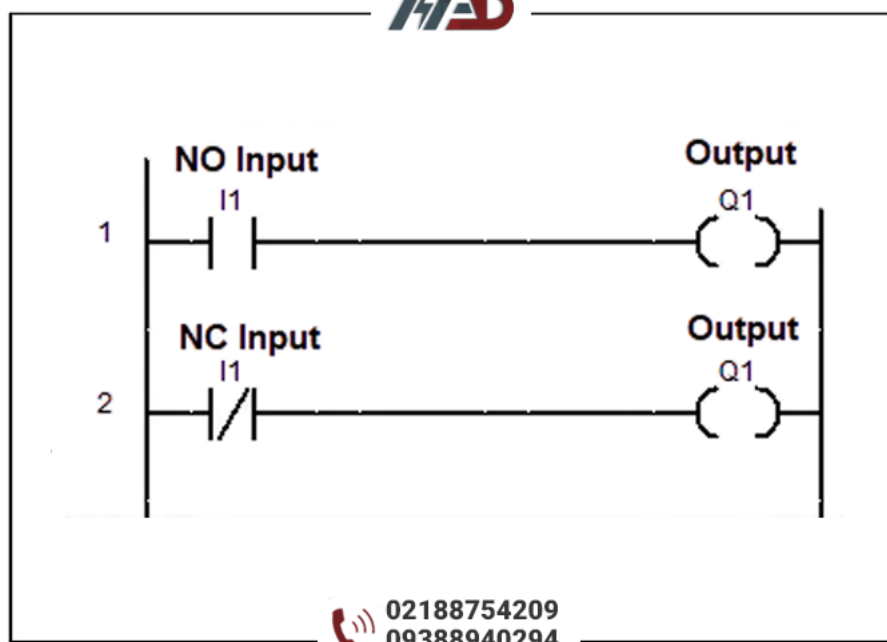 NO Input
Output
I1
Q1
1
NC Input
Output
I1
Q1
2
02188754209
09388940294